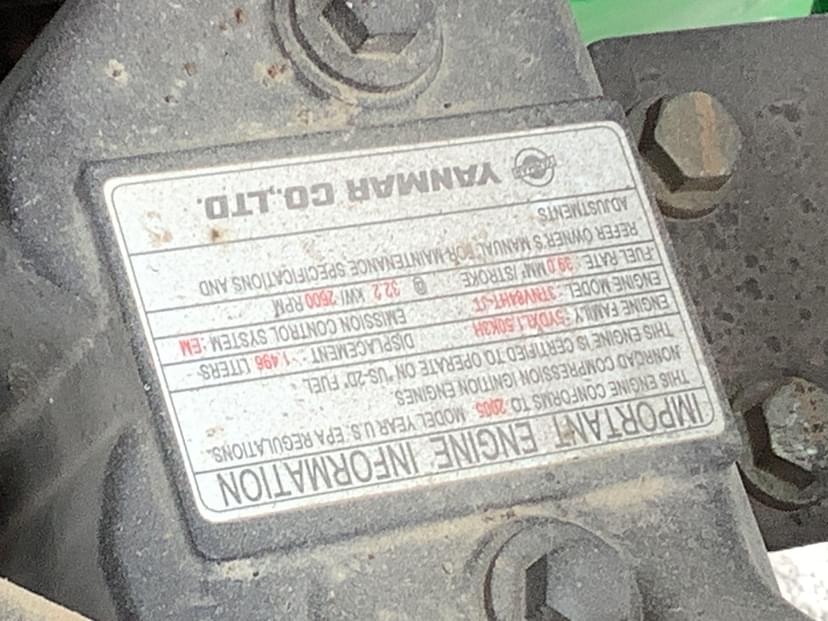 IMPORTANT ENGINE INFORMATION
THIS ENGINE CONFORMS TO 2005 MODEL YEAR U.S. EPA REGULATIONS.
NONROAD COMPRESSION IGNITION ENGINES
THIS ENGINE IS CERTIFIED TO OPERATE ON "US-2D" FUEL
ENGINE FAMILY : 5YDXL1.50K3H DISPLACEMENT : 1.496 LITERS
ENGINE MODEL : 3TNV84HT-JT EMISSION CONTROL SYSTEM : EM
FUEL RATE : 39.0 MM³/STROKE @ 32.2 kW/ 2600 RPM
REFER OWNER'S MANUAL FOR MAINTENANCE SPECIFICATIONS AND
ADJUSTMENTS
YANMAR CO.,LTD.